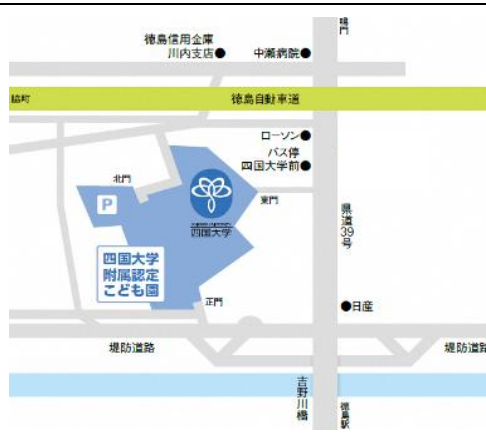 徳島信用金庫
川内支店●
中瀬病院●
鳴門
脇町
徳島自動車道
ローソン●
バス停
四国大学前●
北門
P
東門
四国大学
県道39号
四国大学
附属認定
こども園
正門
●日産
堤防道路
堤防道路
吉野川橋
徳島駅